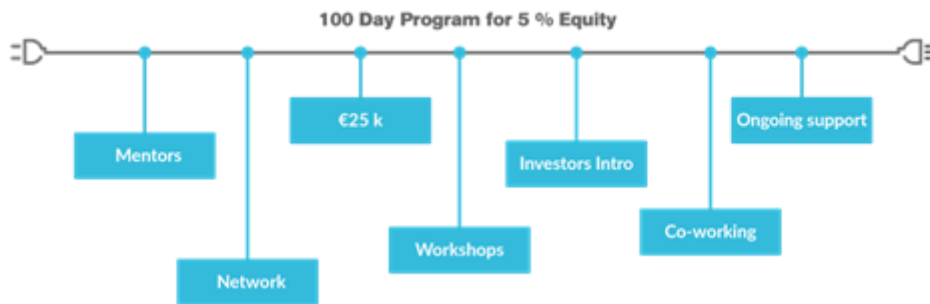 100 Day Program for 5 % Equity
Mentors
Network
€25 k
Workshops
Investors Intro
Co-working
Ongoing support